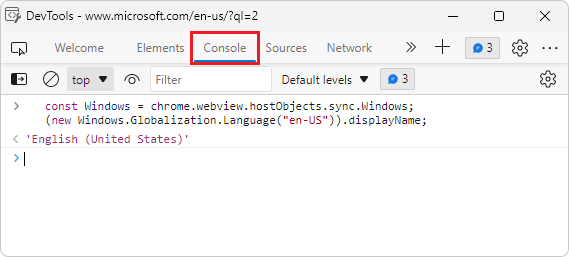 DevTools - www.microsoft.com/en-us/?ql=2
Welcome Elements Console Sources Network 3
top Filter Default levels 3
const Windows = chrome.webview.hostObjects.sync.Windows;
(new Windows.Globalization.Language("en-US")).displayName;
'English (United States)'